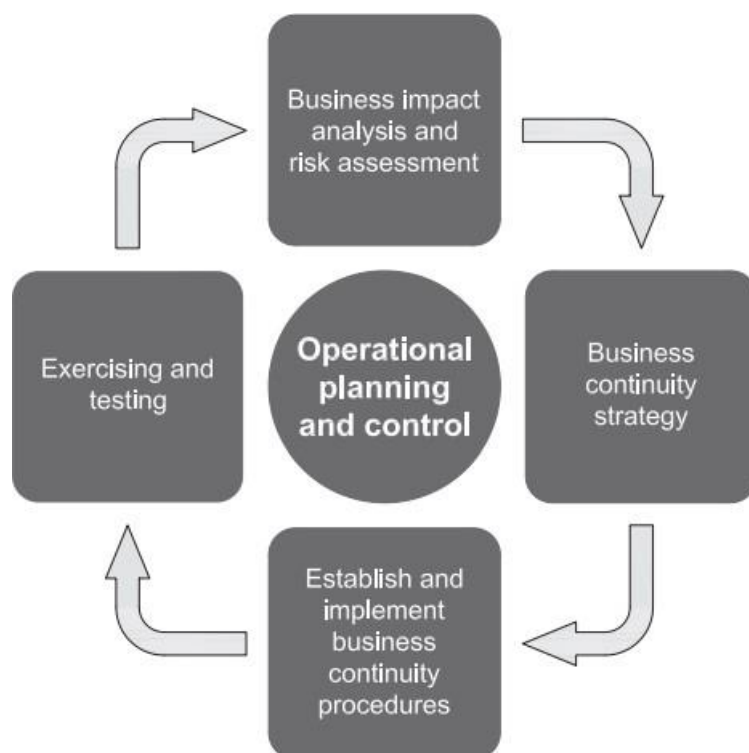 Business impact
analysis and
risk assessment
Operational
planning
and control
Exercising and
testing
Business
continuity
strategy
Establish and
implement
business
continuity
procedures